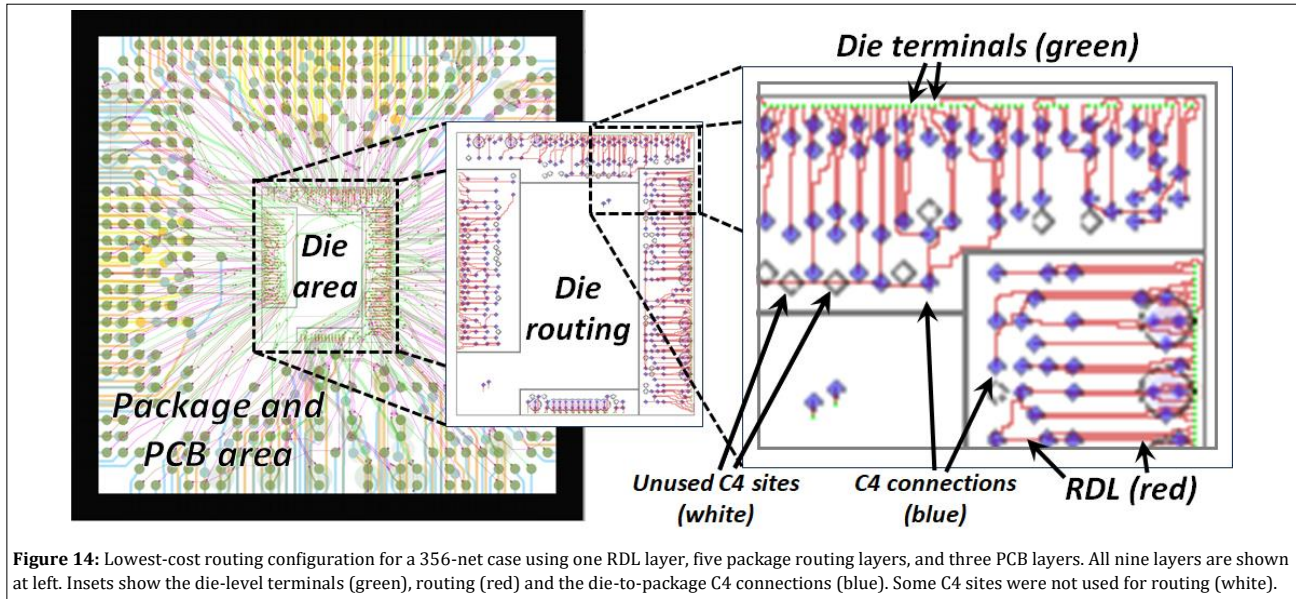 Die terminals (green)
Die
area
Die
routing
Package and
PCB area
Unused C4 sites
(white)
C4 connections
(blue)
RDL (red)
Figure 14: Lowest-cost routing configuration for a 356-net case using one RDL layer, five package routing layers, and three PCB layers. All nine layers are shown
at left. Insets show the die-level terminals (green), routing (red) and the die-to-package C4 connections (blue). Some C4 sites were not used for routing (white).